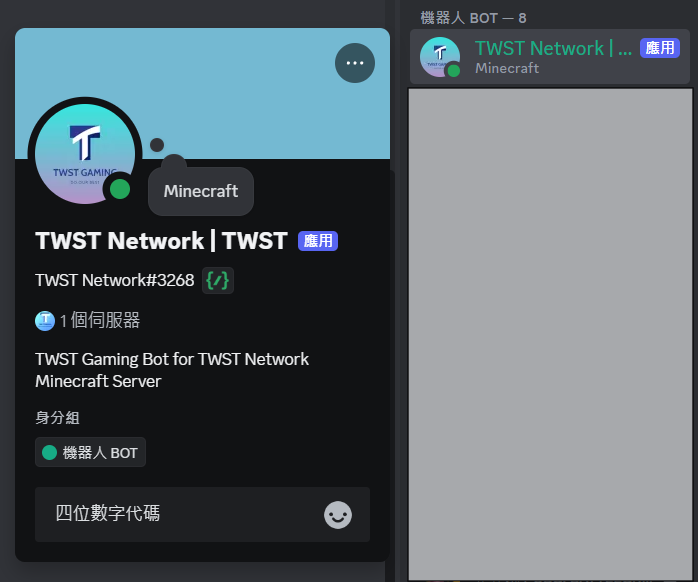 機器人 BOT — 8
TWST Network | ...
應用
Minecraft
TWST GAMING
Minecraft
TWST Network | TWST 應用
TWST Network#3268
1 個伺服器
TWST Gaming Bot for TWST Network
Minecraft Server
身分組
機器人 BOT
四位數字代碼